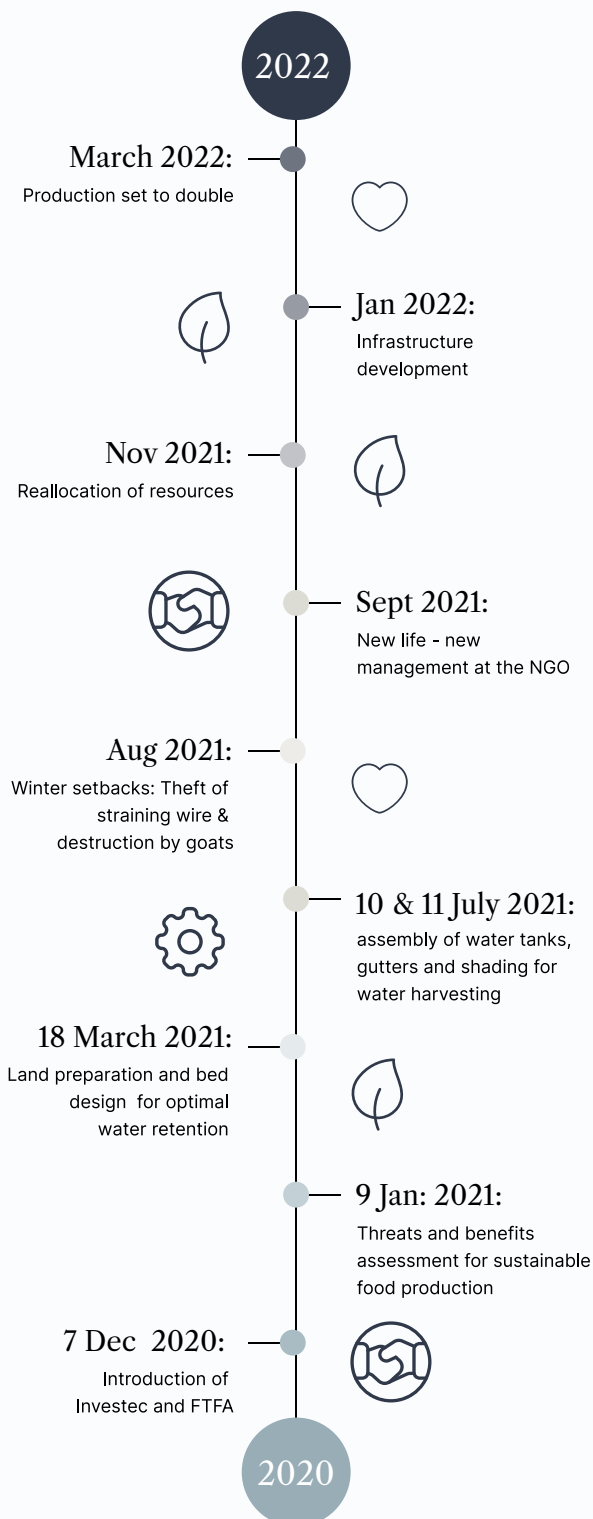 2022
March 2022:
Production set to double
Jan 2022:
Infrastructure
development
Nov 2021:
Reallocation of resources
Sept 2021:
New life - new
management at the NGO
Aug 2021:
Winter setbacks: Theft of
straining wire &
destruction by goats
10 & 11 July 2021:
assembly of water tanks,
gutters and shading for
water harvesting
18 March 2021:
Land preparation and bed
design for optimal
water retention
9 Jan: 2021:
Threats and benefits
assessment for sustainable
food production
7 Dec 2020:
Introduction of
Investec and FTFA
2020